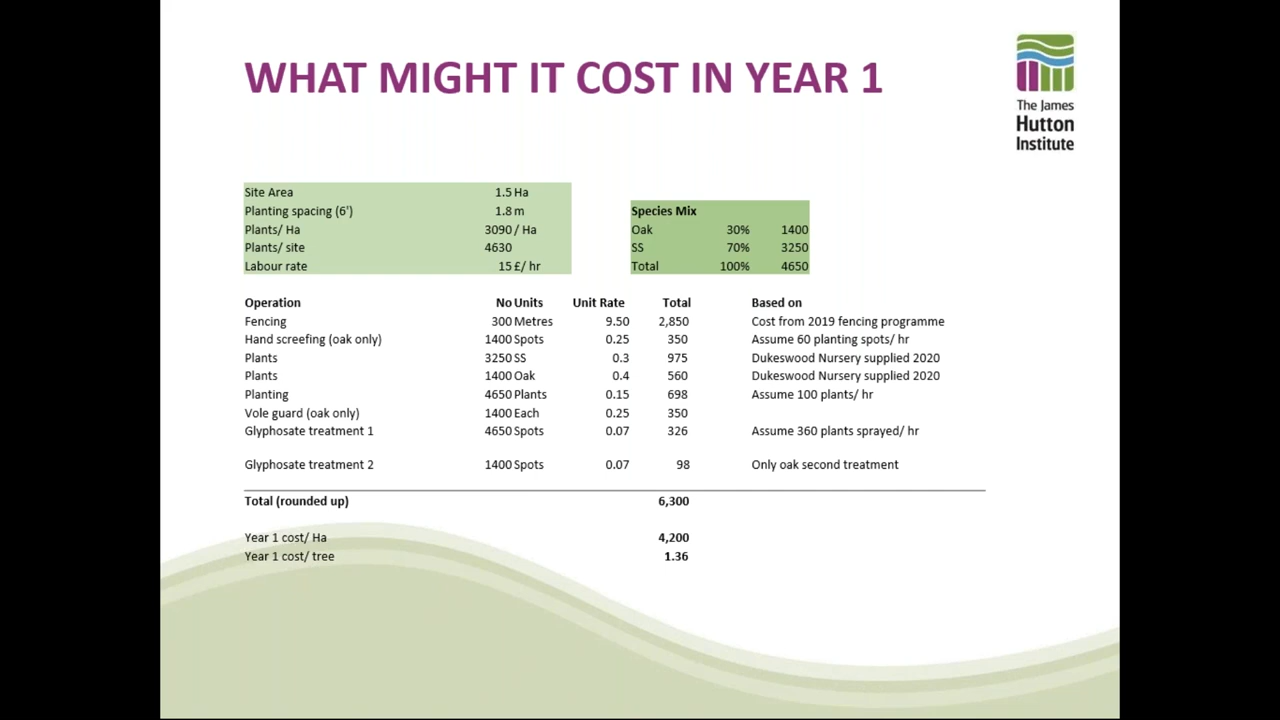 WHAT MIGHT IT COST IN YEAR 1
The James
Hutton
Institute
Site Area 1.5 Ha
Planting spacing (6') 1.8 m
Plants/ Ha 3090 / Ha
Plants/ site 4630
Labour rate 15 £/ hr
Species Mix
Oak 30% 1400
SS 70% 3250
Total 100% 4650
Operation No Units Unit Rate Total Based on
Fencing 300 Metres 9.50 2,850 Cost from 2019 fencing programme
Hand screefing (oak only) 1400 Spots 0.25 350 Assume 60 planting spots/ hr
Plants 3250 SS 0.3 975 Dukeswood Nursery supplied 2020
Plants 1400 Oak 0.4 560 Dukeswood Nursery supplied 2020
Planting 4650 Plants 0.15 698 Assume 100 plants/ hr
Vole guard (oak only) 1400 Each 0.25 350
Glyphosate treatment 1 4650 Spots 0.07 326 Assume 360 plants sprayed/ hr
Glyphosate treatment 2 1400 Spots 0.07 98 Only oak second treatment
Total (rounded up) 6,300
Year 1 cost/ Ha 4,200
Year 1 cost/ tree 1.36